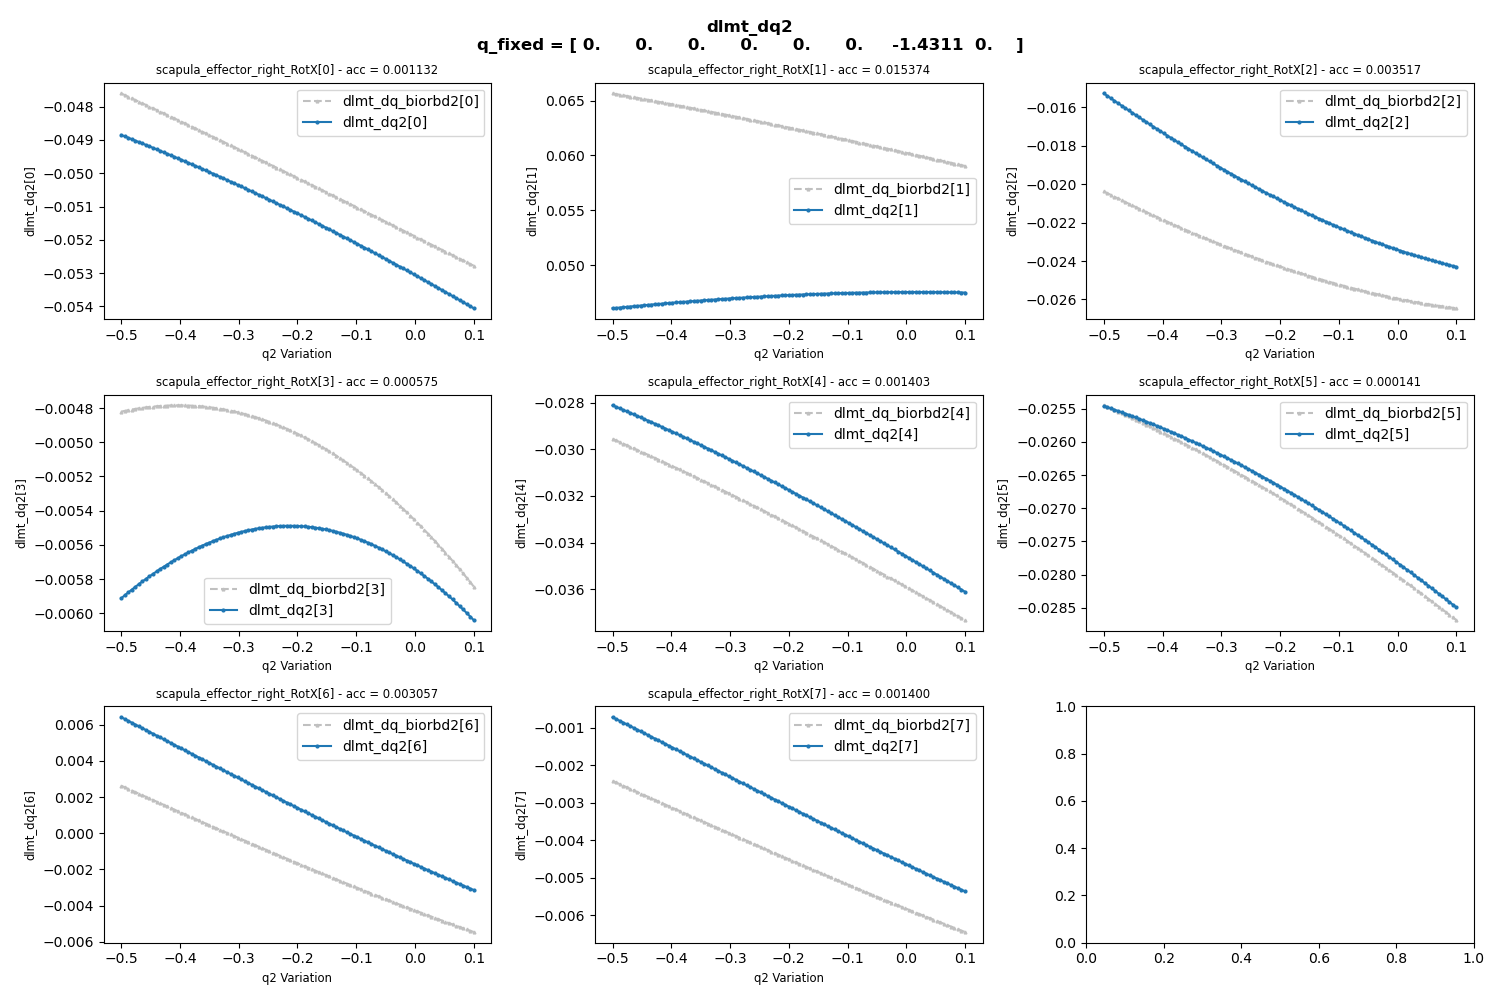 dlmt_dq2
q_fixed = [ 0. 0. 0. 0. 0. 0. -1.4311 0. ]
scapula_effector_right_RotX[0] - acc = 0.001132
dlmt_dq2[0]
−0.048
−0.049
−0.050
−0.051
−0.052
−0.053
−0.054
dlmt_dq_biorbd2[0]
dlmt_dq2[0]
−0.5 −0.4 −0.3 −0.2 −0.1 0.0 0.1
q2 Variation
scapula_effector_right_RotX[1] - acc = 0.015374
dlmt_dq2[1]
0.065
0.060
0.055
0.050
dlmt_dq_biorbd2[1]
dlmt_dq2[1]
−0.5 −0.4 −0.3 −0.2 −0.1 0.0 0.1
q2 Variation
scapula_effector_right_RotX[2] - acc = 0.003517
dlmt_dq2[2]
−0.016
−0.018
−0.020
−0.022
−0.024
−0.026
dlmt_dq_biorbd2[2]
dlmt_dq2[2]
−0.5 −0.4 −0.3 −0.2 −0.1 0.0 0.1
q2 Variation
scapula_effector_right_RotX[3] - acc = 0.000575
dlmt_dq2[3]
−0.0048
−0.0050
−0.0052
−0.0054
−0.0056
−0.0058
−0.0060
dlmt_dq_biorbd2[3]
dlmt_dq2[3]
−0.5 −0.4 −0.3 −0.2 −0.1 0.0 0.1
q2 Variation
scapula_effector_right_RotX[4] - acc = 0.001403
dlmt_dq2[4]
−0.028
−0.030
−0.032
−0.034
−0.036
dlmt_dq_biorbd2[4]
dlmt_dq2[4]
−0.5 −0.4 −0.3 −0.2 −0.1 0.0 0.1
q2 Variation
scapula_effector_right_RotX[5] - acc = 0.000141
dlmt_dq2[5]
−0.0255
−0.0260
−0.0265
−0.0270
−0.0275
−0.0280
−0.0285
dlmt_dq_biorbd2[5]
dlmt_dq2[5]
−0.5 −0.4 −0.3 −0.2 −0.1 0.0 0.1
q2 Variation
scapula_effector_right_RotX[6] - acc = 0.003057
dlmt_dq2[6]
0.006
0.004
0.002
0.000
−0.002
−0.004
−0.006
dlmt_dq_biorbd2[6]
dlmt_dq2[6]
−0.5 −0.4 −0.3 −0.2 −0.1 0.0 0.1
q2 Variation
scapula_effector_right_RotX[7] - acc = 0.001400
dlmt_dq2[7]
−0.001
−0.002
−0.003
−0.004
−0.005
−0.006
dlmt_dq_biorbd2[7]
dlmt_dq2[7]
−0.5 −0.4 −0.3 −0.2 −0.1 0.0 0.1
q2 Variation
1.0
0.8
0.6
0.4
0.2
0.0
0.0 0.2 0.4 0.6 0.8 1.0